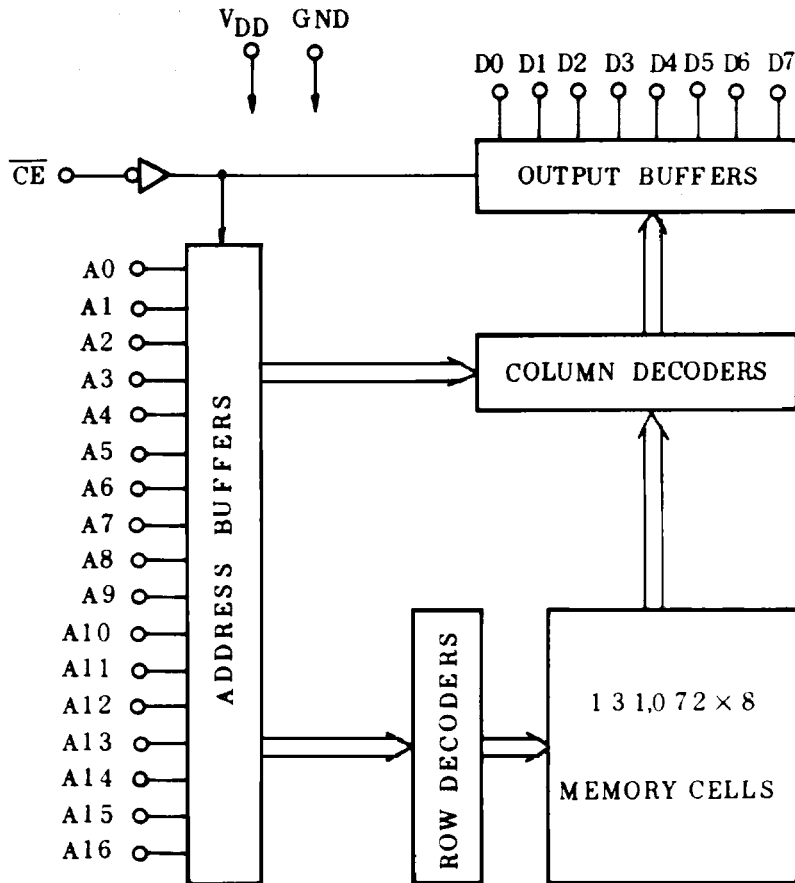 VDD GND
D0 D1 D2 D3 D4 D5 D6 D7
CE
OUTPUT BUFFERS
A0
A1
A2
A3
A4
A5
A6
A7
A8
A9
A10
A11
A12
A13
A14
A15
A16
ADDRESS BUFFERS
COLUMN DECODERS
ROW DECODERS
131,072 × 8
MEMORY CELLS